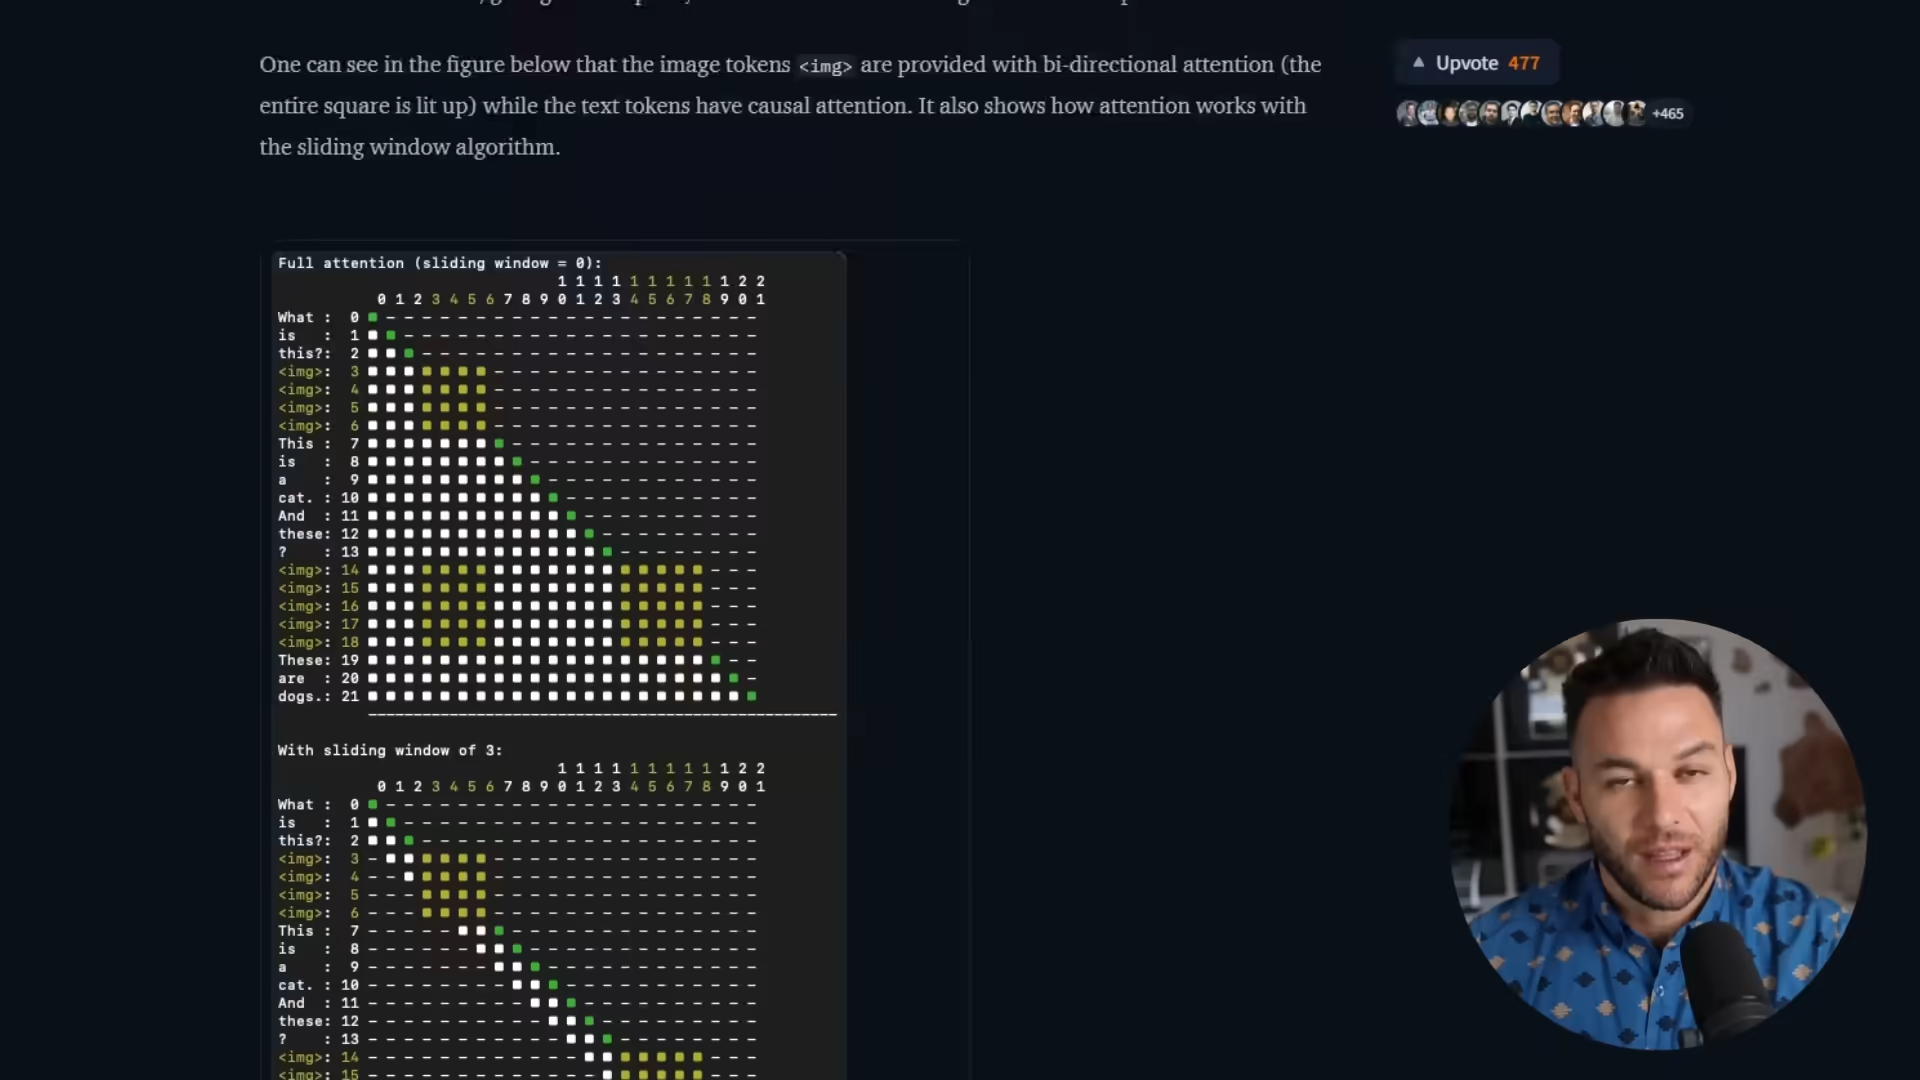 One can see in the figure below that the image tokens <img> are provided with bi-directional attention (the
entire square is lit up) while the text tokens have causal attention. It also shows how attention works with
the sliding window algorithm.
Upvote 477
+465
Full attention (sliding window = 0):
1 1 1 1 1 1 1 1 1 1 2 2
0 1 2 3 4 5 6 7 8 9 0 1 2 3 4 5 6 7 8 9 0 1
What : 0
is : 1
this?: 2
<img>: 3
<img>: 4
<img>: 5
<img>: 6
This : 7
is : 8
a : 9
cat. : 10
And : 11
these: 12
? : 13
<img>: 14
<img>: 15
<img>: 16
<img>: 17
<img>: 18
These: 19
are : 20
dogs.: 21
With sliding window of 3:
1 1 1 1 1 1 1 1 1 1 2 2
0 1 2 3 4 5 6 7 8 9 0 1 2 3 4 5 6 7 8 9 0 1
What : 0
is : 1
this?: 2
<img>: 3
<img>: 4
<img>: 5
<img>: 6
This : 7
is : 8
a : 9
cat. : 10
And : 11
these: 12
? : 13
<img>: 14
<img>: 15